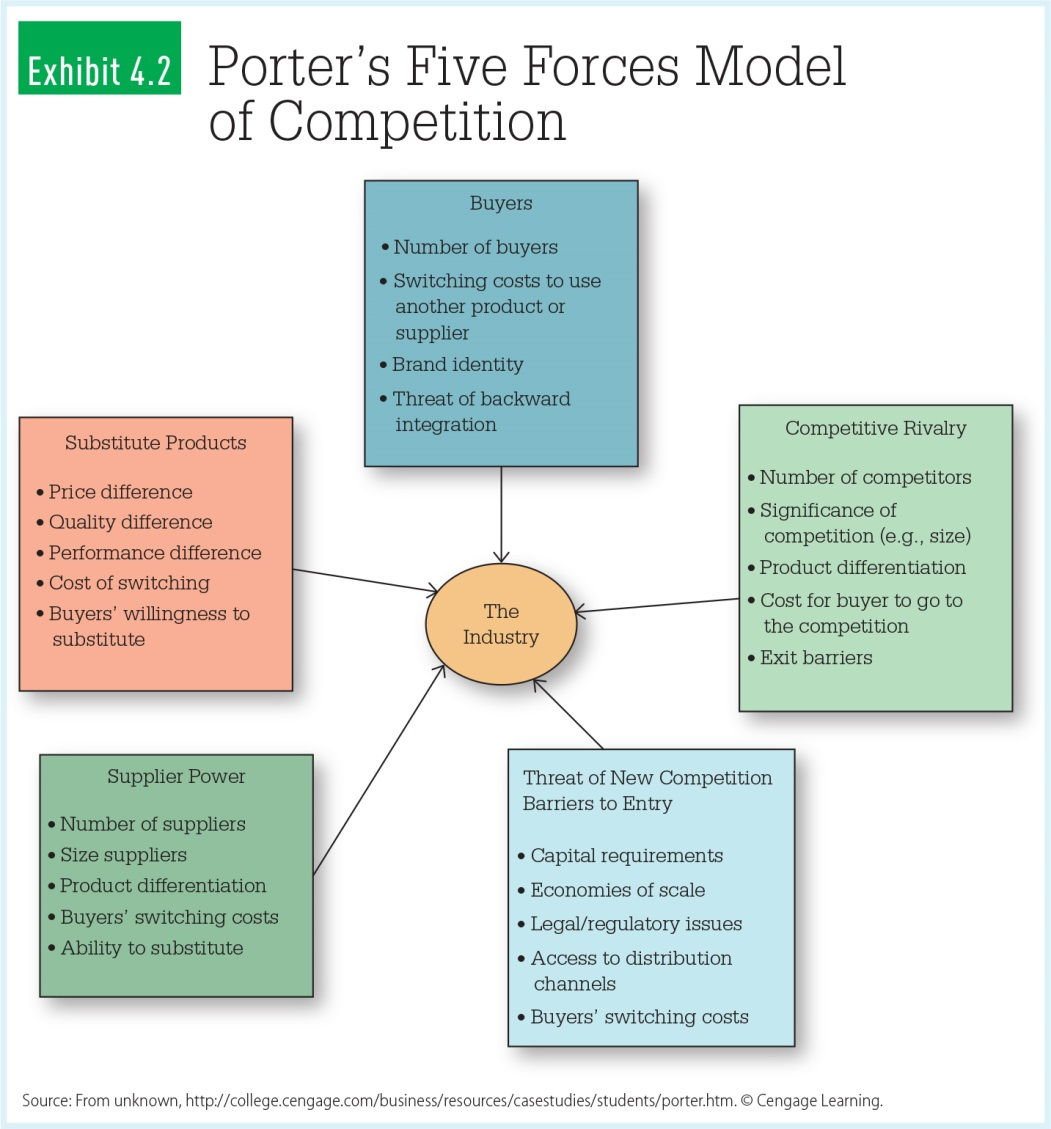 Exhibit 4.2
Porter’s Five Forces Model
of Competition
Buyers
• Number of buyers
• Switching costs to use
another product or
supplier
• Brand identity
• Threat of backward
integration
Substitute Products
• Price difference
• Quality difference
• Performance difference
• Cost of switching
• Buyers’ willingness to
substitute
Competitive Rivalry
• Number of competitors
• Significance of
competition (e.g., size)
• Product differentiation
• Cost for buyer to go to
the competition
• Exit barriers
The
Industry
Supplier Power
• Number of suppliers
• Size suppliers
• Product differentiation
• Buyers’ switching costs
• Ability to substitute
Threat of New Competition
Barriers to Entry
• Capital requirements
• Economies of scale
• Legal/regulatory issues
• Access to distribution
channels
• Buyers’ switching costs
Source: From unknown, http://college.cengage.com/business/resources/casestudies/students/porter.htm. © Cengage Learning.